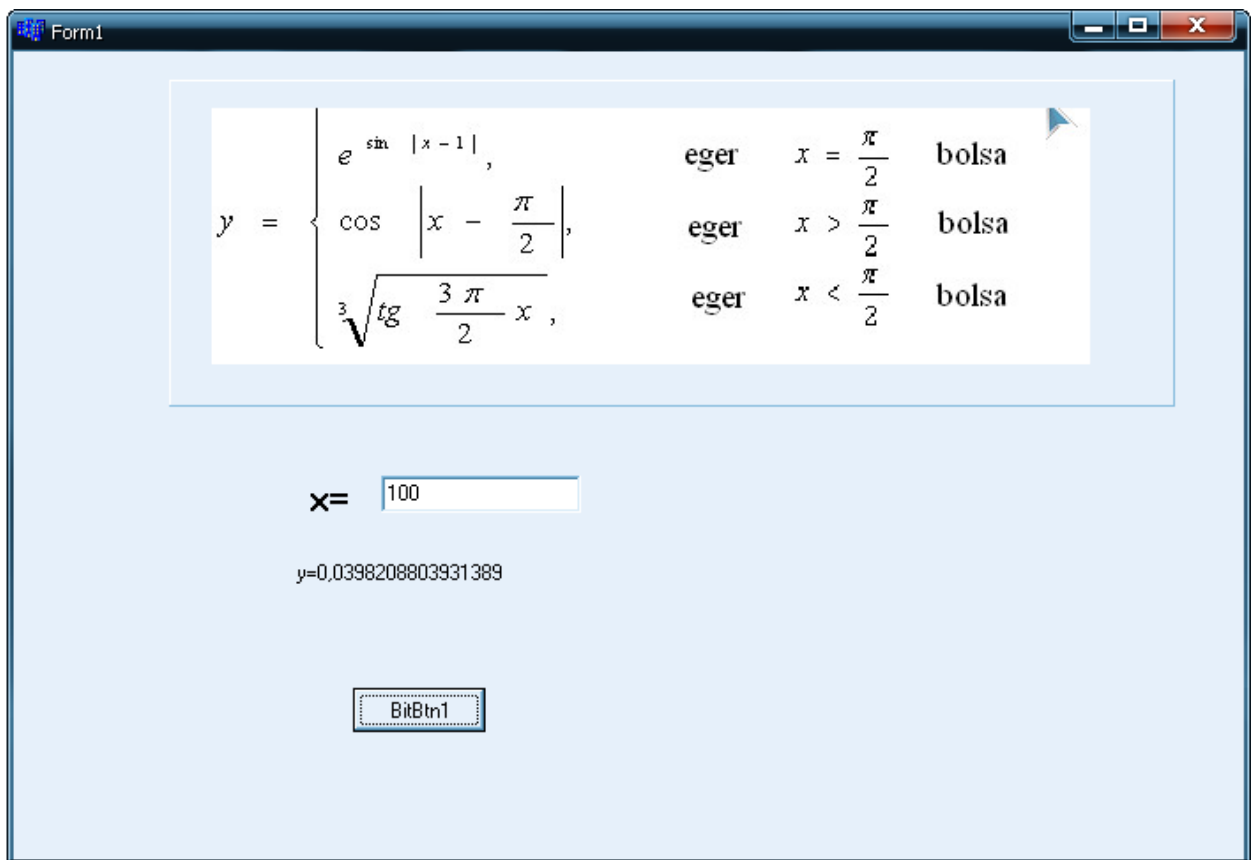 Form1
e^{sin |x - 1|}, eger x = π/2 bolsa
y = { cos |x - π/2|, eger x > π/2 bolsa
∛(tg 3π/2 x), eger x < π/2 bolsa
x= 100
y=0,0398208803931389
BitBtn1